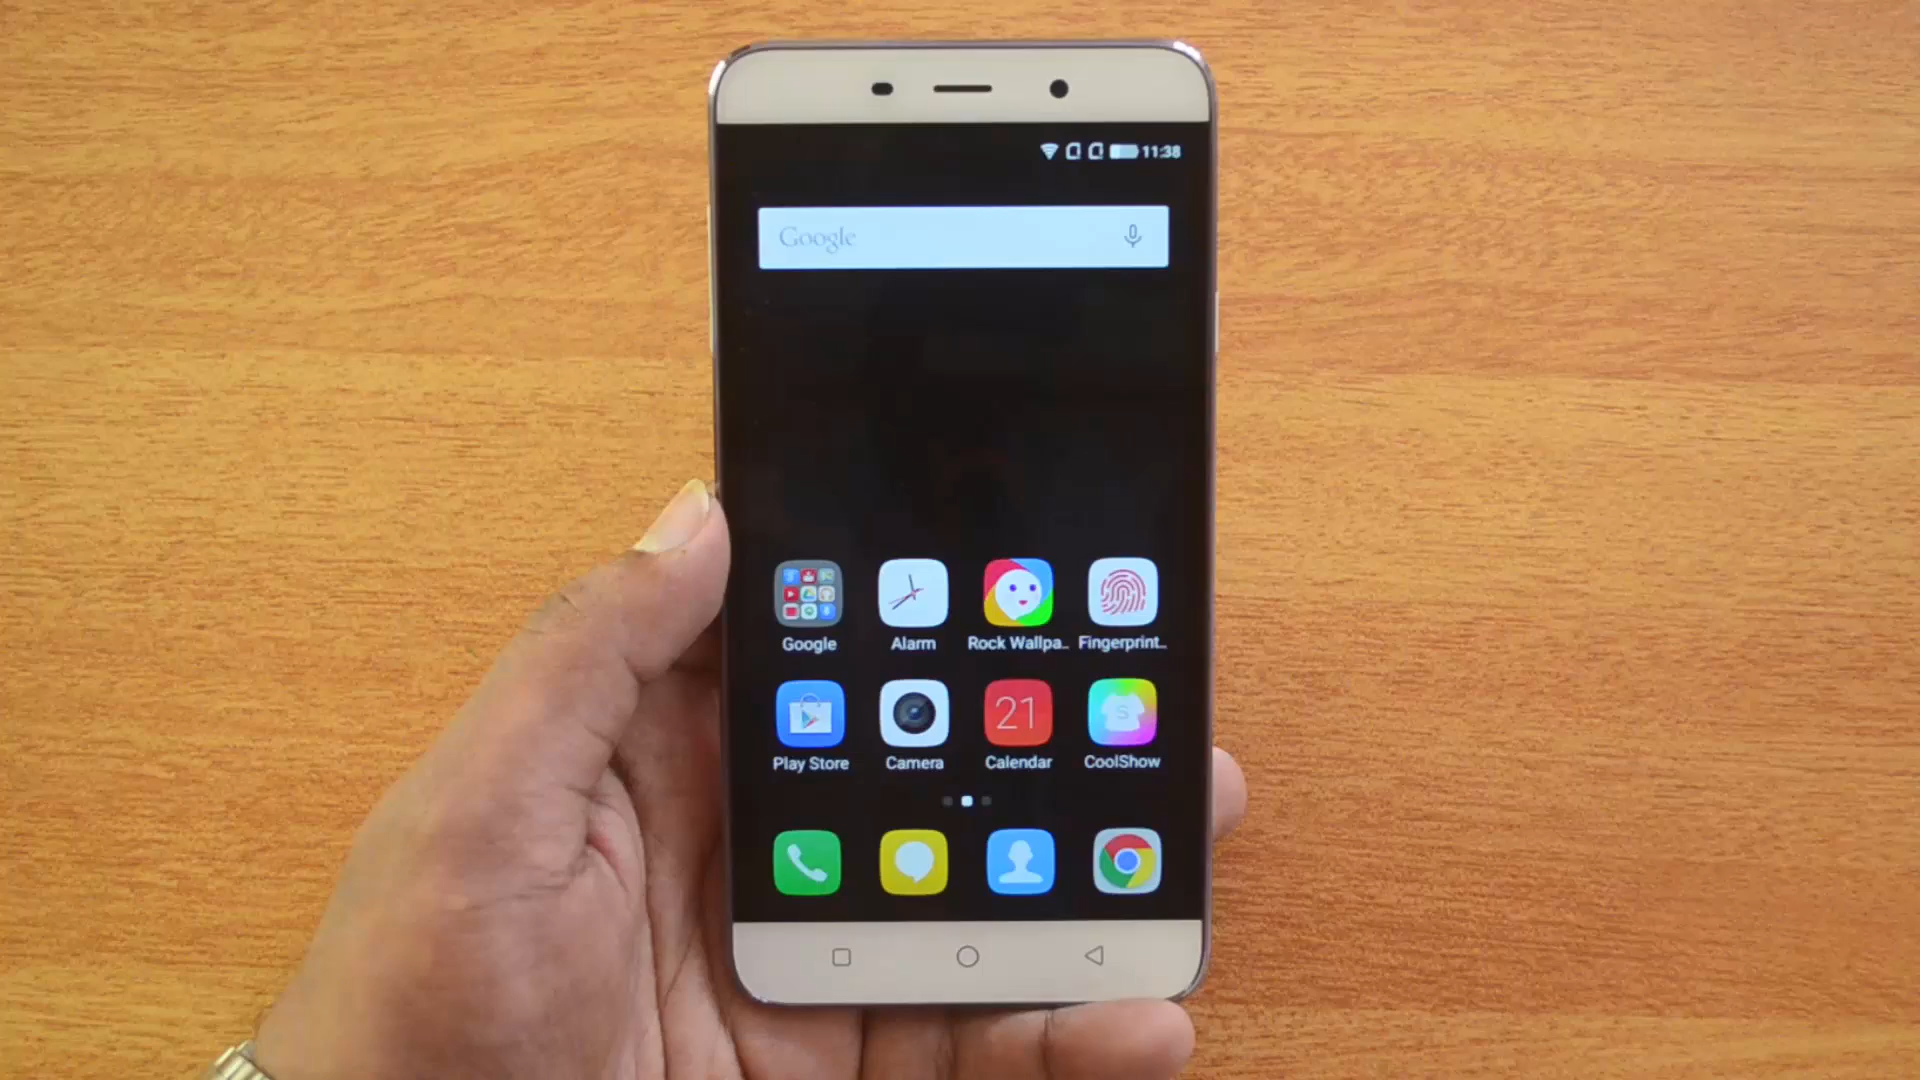 11:38
Google
Google Alarm Rock Wallpa.. Fingerprint..
21 S
Play Store Camera Calendar CoolShow